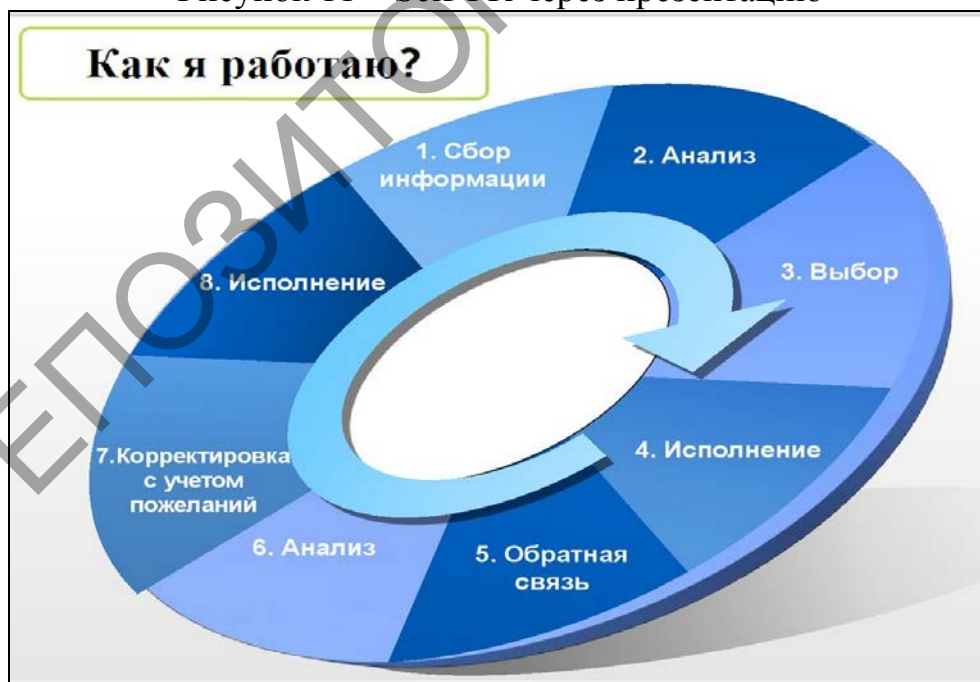 Как я работаю?
1. Сбор
информации
2. Анализ
3. Выбор
4. Исполнение
5. Обратная
связь
6. Анализ
7.Корректировка
с учетом
пожеланий
8. Исполнение
ЕПОЗИТО